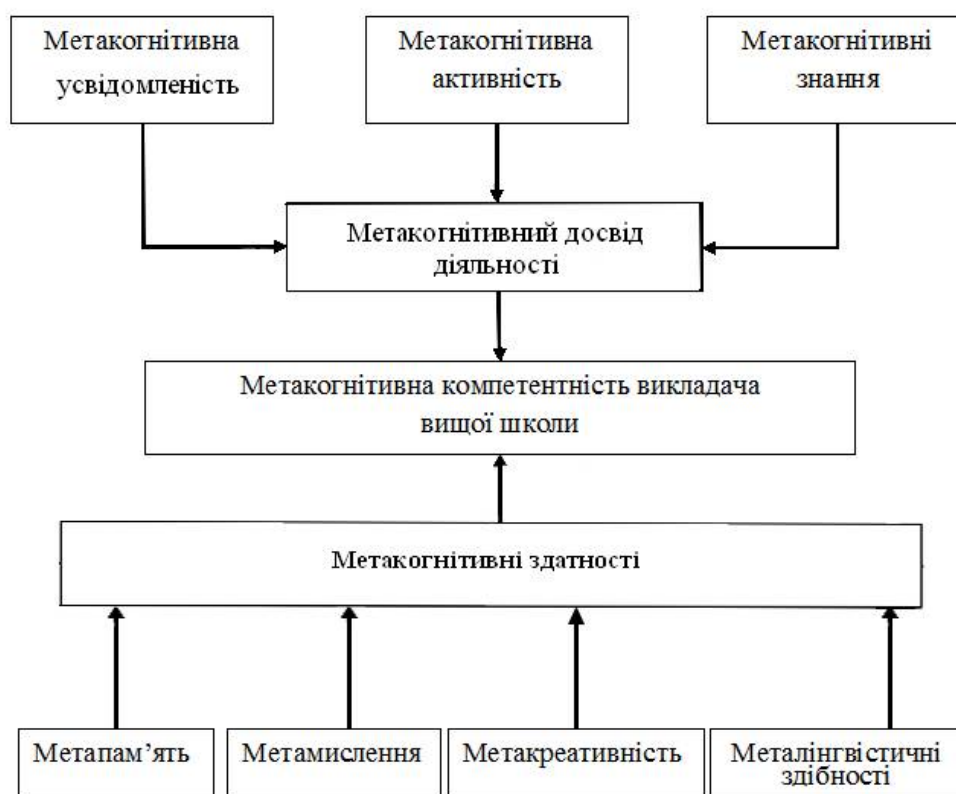 Метакогнітивна
усвідомленість
Метакогнітивна
активність
Метакогнітивні
знання
Метакогнітивний досвід
діяльності
Метакогнітивна компетентність викладача
вищої школи
Метакогнітивні здатності
Метапам’ять
Метамислення
Метакреативність
Металінгвістичні
здібності